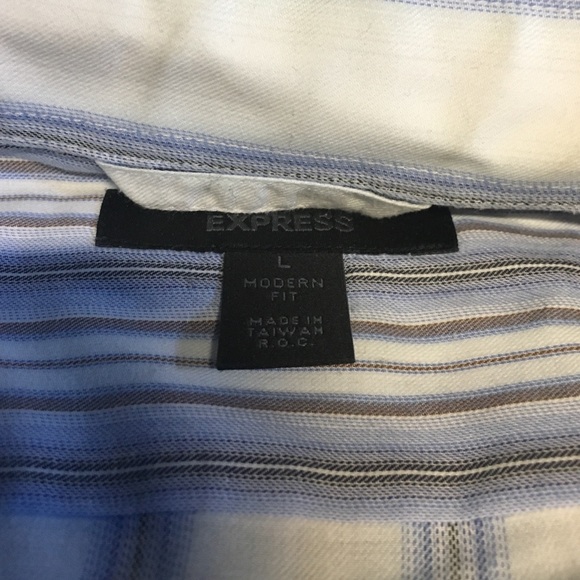 EXPRESS
L
MODERN
FIT
MADE IN
TAIWAN
R.O.C.